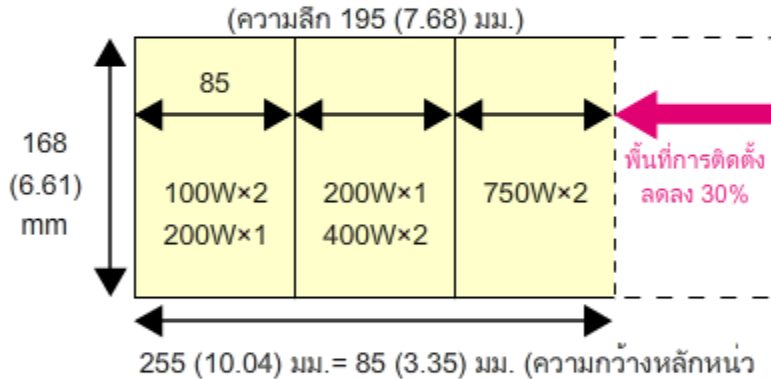 (ความลึก 195 (7.68) มม.)
85
168
(6.61)
mm
100W×2
200W×1
200W×1
400W×2
750W×2
พื้นที่การติดตั้ง
ลดลง 30%
255 (10.04) มม.= 85 (3.35) มม. (ความกว้างหลักหน่ว